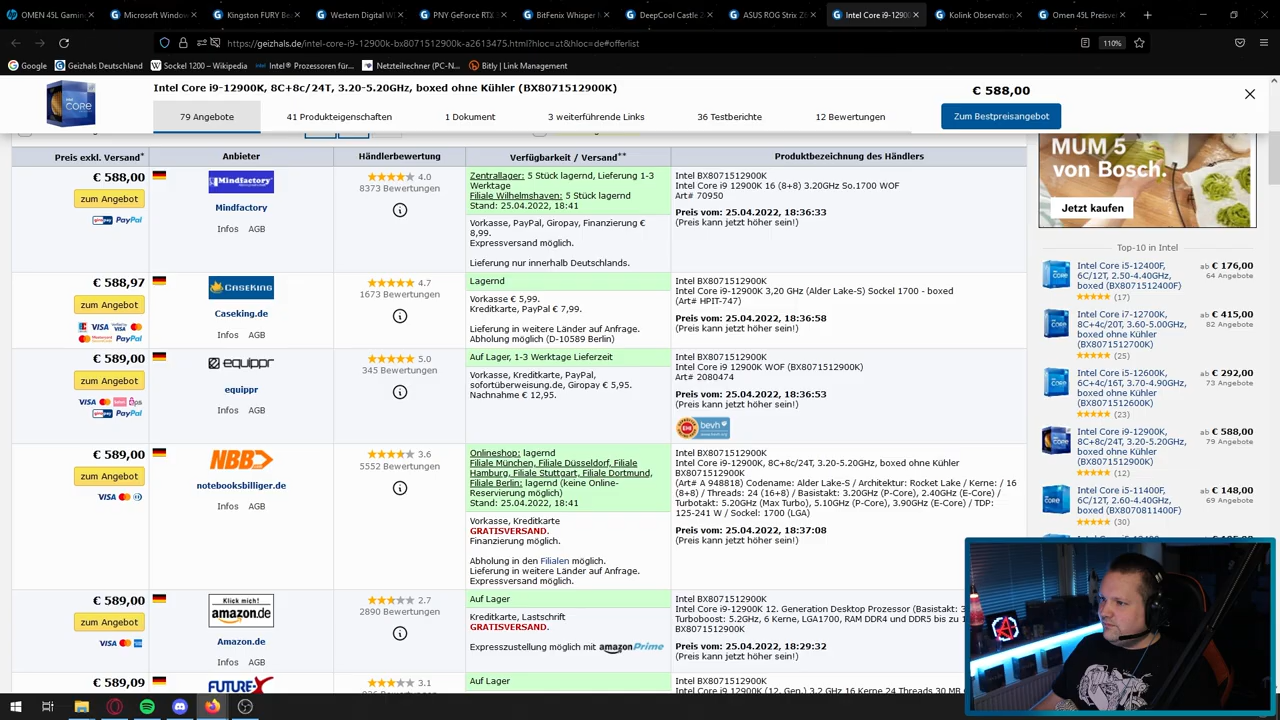 OMEN 45L Gaming
Microsoft Window
Kingston FURY Be
Western Digital W
PNY GeForce RTX
BitFenix Whisper M
DeepCool Castle
ASUS ROG Strix Z6
Intel Core i9-1290
Kolink Observator
Omen 45L Preisver
https://geizhals.de/intel-core-i9-12900k-bx8071512900k-a2613475.html?hloc=at&hloc=de#offerlist
110%
Google
Geizhals Deutschland
Sockel 1200 – Wikipedia
Intel® Prozessoren für...
Netzteilrechner (PC-N...
Bitly | Link Management
Intel Core i9-12900K, 8C+8c/24T, 3.20-5.20GHz, boxed ohne Kühler (BX8071512900K)
€ 588,00
79 Angebote
41 Produkteigenschaften
1 Dokument
3 weiterführende Links
36 Testberichte
12 Bewertungen
Zum Bestpreisangebot
Preis exkl. Versand*
Anbieter
Händlerbewertung
Verfügbarkeit / Versand**
Produktbezeichnung des Händlers
€ 588,00
zum Angebot
PayPal
Mindfactory
Mindfactory
Infos AGB
4.0
8373 Bewertungen
Zentrallager: 5 Stück lagernd, Lieferung 1-3
Werktage
Filiale Wilhelmshaven: 5 Stück lagernd
Stand: 25.04.2022, 18:41
Vorkasse, PayPal, Giropay, Finanzierung €
8,99.
Expressversand möglich.
Lieferung nur innerhalb Deutschlands.
Intel BX8071512900K
Intel Core i9 12900K 16 (8+8) 3.20GHz So.1700 WOF
Art# 70950
Preis vom: 25.04.2022, 18:36:33
(Preis kann jetzt höher sein!)
€ 588,97
zum Angebot
VISA
PayPal
CASEKING
Caseking.de
Infos AGB
4.7
1673 Bewertungen
Lagernd
Vorkasse € 5,99.
Kreditkarte, PayPal € 7,99.
Lieferung in weitere Länder auf Anfrage.
Abholung möglich (D-10589 Berlin)
Intel BX8071512900K
Intel Core i9-12900K 3,20 GHz (Alder Lake-S) Sockel 1700 - boxed
(Art# HPIT-747)
Preis vom: 25.04.2022, 18:36:58
(Preis kann jetzt höher sein!)
€ 589,00
zum Angebot
VISA
PayPal
equippr
equippr
Infos AGB
5.0
345 Bewertungen
Auf Lager, 1-3 Werktage Lieferzeit
Vorkasse, Kreditkarte, PayPal,
sofortüberweisung.de, Giropay € 5,95.
Nachnahme € 12,95.
Intel BX8071512900K
Intel Core i9 12900K WOF (BX8071512900K)
Art# 2080474
Preis vom: 25.04.2022, 18:36:53
(Preis kann jetzt höher sein!)
bevh
€ 589,00
zum Angebot
VISA
NBB
notebooksbilliger.de
Infos AGB
3.6
5552 Bewertungen
Onlineshop: lagernd
Filiale München, Filiale Düsseldorf, Filiale
Hamburg, Filiale Stuttgart, Filiale Dortmund,
Filiale Berlin: lagernd (keine Online-
Reservierung möglich)
Stand: 25.04.2022, 18:41
Vorkasse, Kreditkarte
GRATISVERSAND.
Finanzierung möglich.
Abholung in den Filialen möglich.
Lieferung in weitere Länder auf Anfrage.
Expressversand möglich.
Intel BX8071512900K
Intel Core i9-12900K, 8C+8c/24T, 3.20-5.20GHz, boxed ohne Kühler
BX8071512900K
(Art# A 948818) Codename: Alder Lake-S / Architektur: Rocket Lake / Kerne: / 16
(8+8) / Threads: 24 (16+8) / Basistakt: 3.20GHz (P-Core), 2.40GHz (E-Core) /
Turbotakt: 5.20GHz (Max Turbo), 5.10GHz (P-Core), 3.90GHz (E-Core) / TDP:
125-241 W / Sockel: 1700 (LGA)
Preis vom: 25.04.2022, 18:37:08
(Preis kann jetzt höher sein!)
€ 589,00
zum Angebot
VISA
Klick mich!
amazon.de
Amazon.de
Infos AGB
2.7
2890 Bewertungen
Auf Lager
Kreditkarte, Lastschrift
GRATISVERSAND.
Expresszustellung möglich mit amazonPrime
Intel BX8071512900K
Intel Core i9-12900K 12. Generation Desktop Prozessor (Basistakt: 3
Turboboost: 5.2GHz, 6 Kerne, LGA1700, RAM DDR4 und DDR5 bis zu 1
BX8071512900K
Preis vom: 25.04.2022, 18:29:32
(Preis kann jetzt höher sein!)
€ 589,09
FUTURE-X
3.1
Auf Lager
Intel BX8071512900K
MUM 5
von Bosch.
Jetzt kaufen
Top-10 in Intel
Intel Core i5-12400F,
6C/12T, 2.50-4.40GHz,
boxed (BX8071512400F)
(17)
ab € 176,00
64 Angebote
Intel Core i7-12700K,
8C+4c/20T, 3.60-5.00GHz,
boxed ohne Kühler
(BX8071512700K)
(25)
ab € 415,00
82 Angebote
Intel Core i5-12600K,
6C+4c/16T, 3.70-4.90GHz,
boxed ohne Kühler
(BX8071512600K)
(23)
ab € 292,00
73 Angebote
Intel Core i9-12900K,
8C+8c/24T, 3.20-5.20GHz,
boxed ohne Kühler
(BX8071512900K)
(12)
ab € 588,00
79 Angebote
Intel Core i5-11400F,
6C/12T, 2.60-4.40GHz,
boxed (BX8070811400F)
(30)
ab € 148,00
69 Angebote